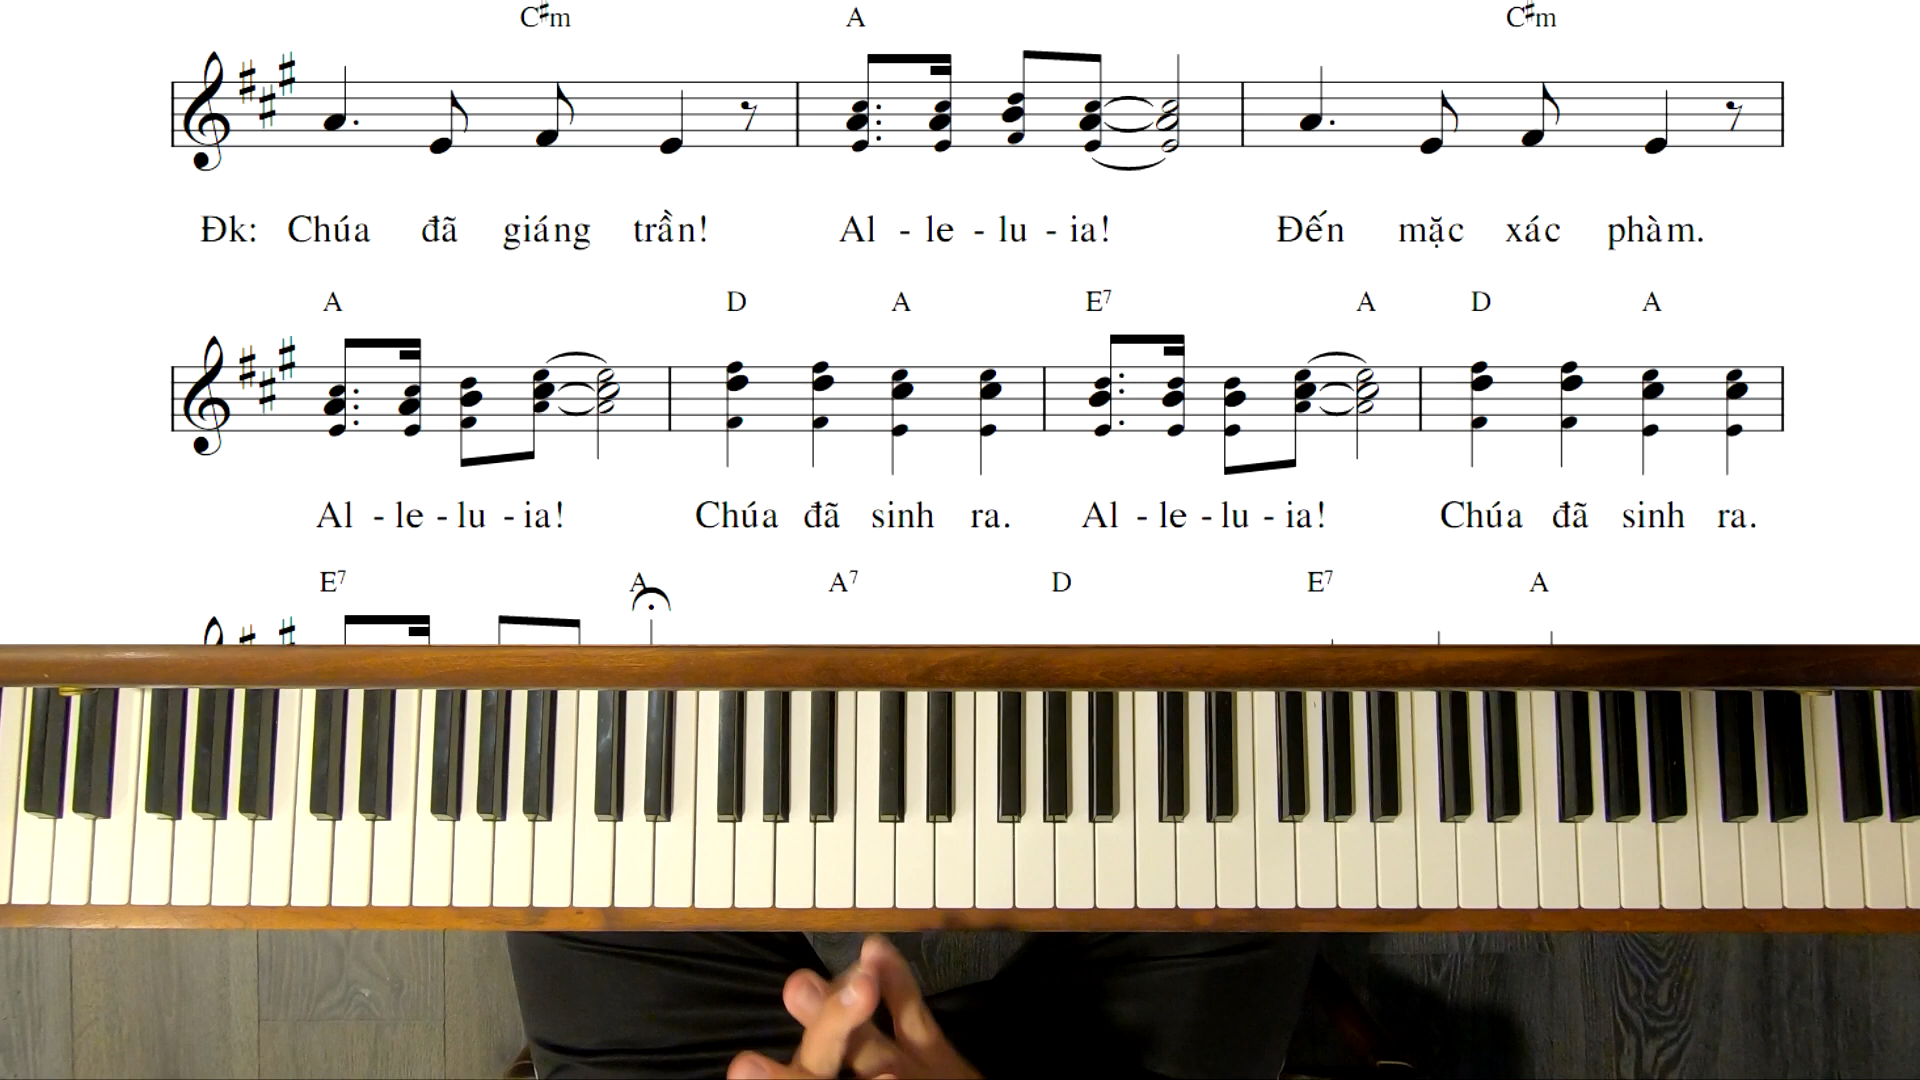 C♯m A C♯m
Đk: Chúa đã giáng trần! Al - le - lu - ia! Đến mặc xác phàm.
A D A E7 A D A
Al - le - lu - ia! Chúa đã sinh ra. Al - le - lu - ia! Chúa đã sinh ra.
E7 A A7 D E7 A